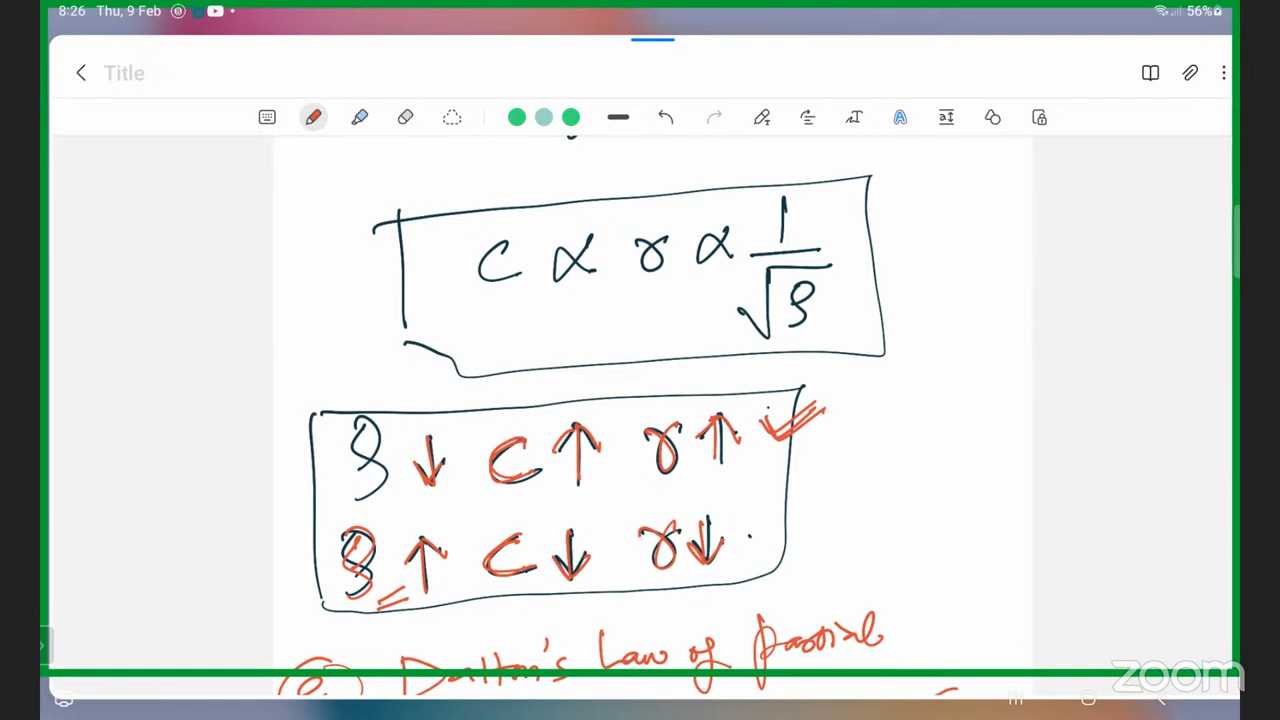 8:26 Thu, 9 Feb
56%
Title
C ∝ r ∝ 1/√ρ
ρ ↓ C ↑ r ↑
ρ ↑ C ↓ r ↓
Dalton's Law of partial
zoom